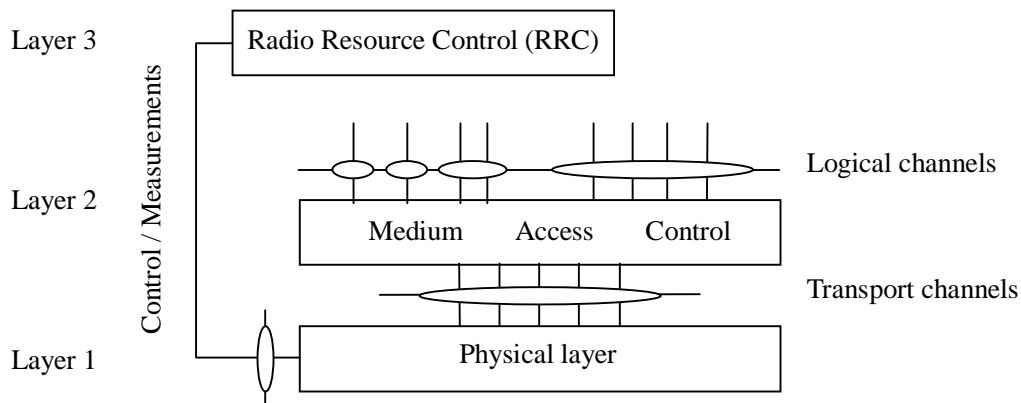 Layer 3
Radio Resource Control (RRC)
Control / Measurements
Logical channels
Layer 2
Medium Access Control
Transport channels
Layer 1
Physical layer